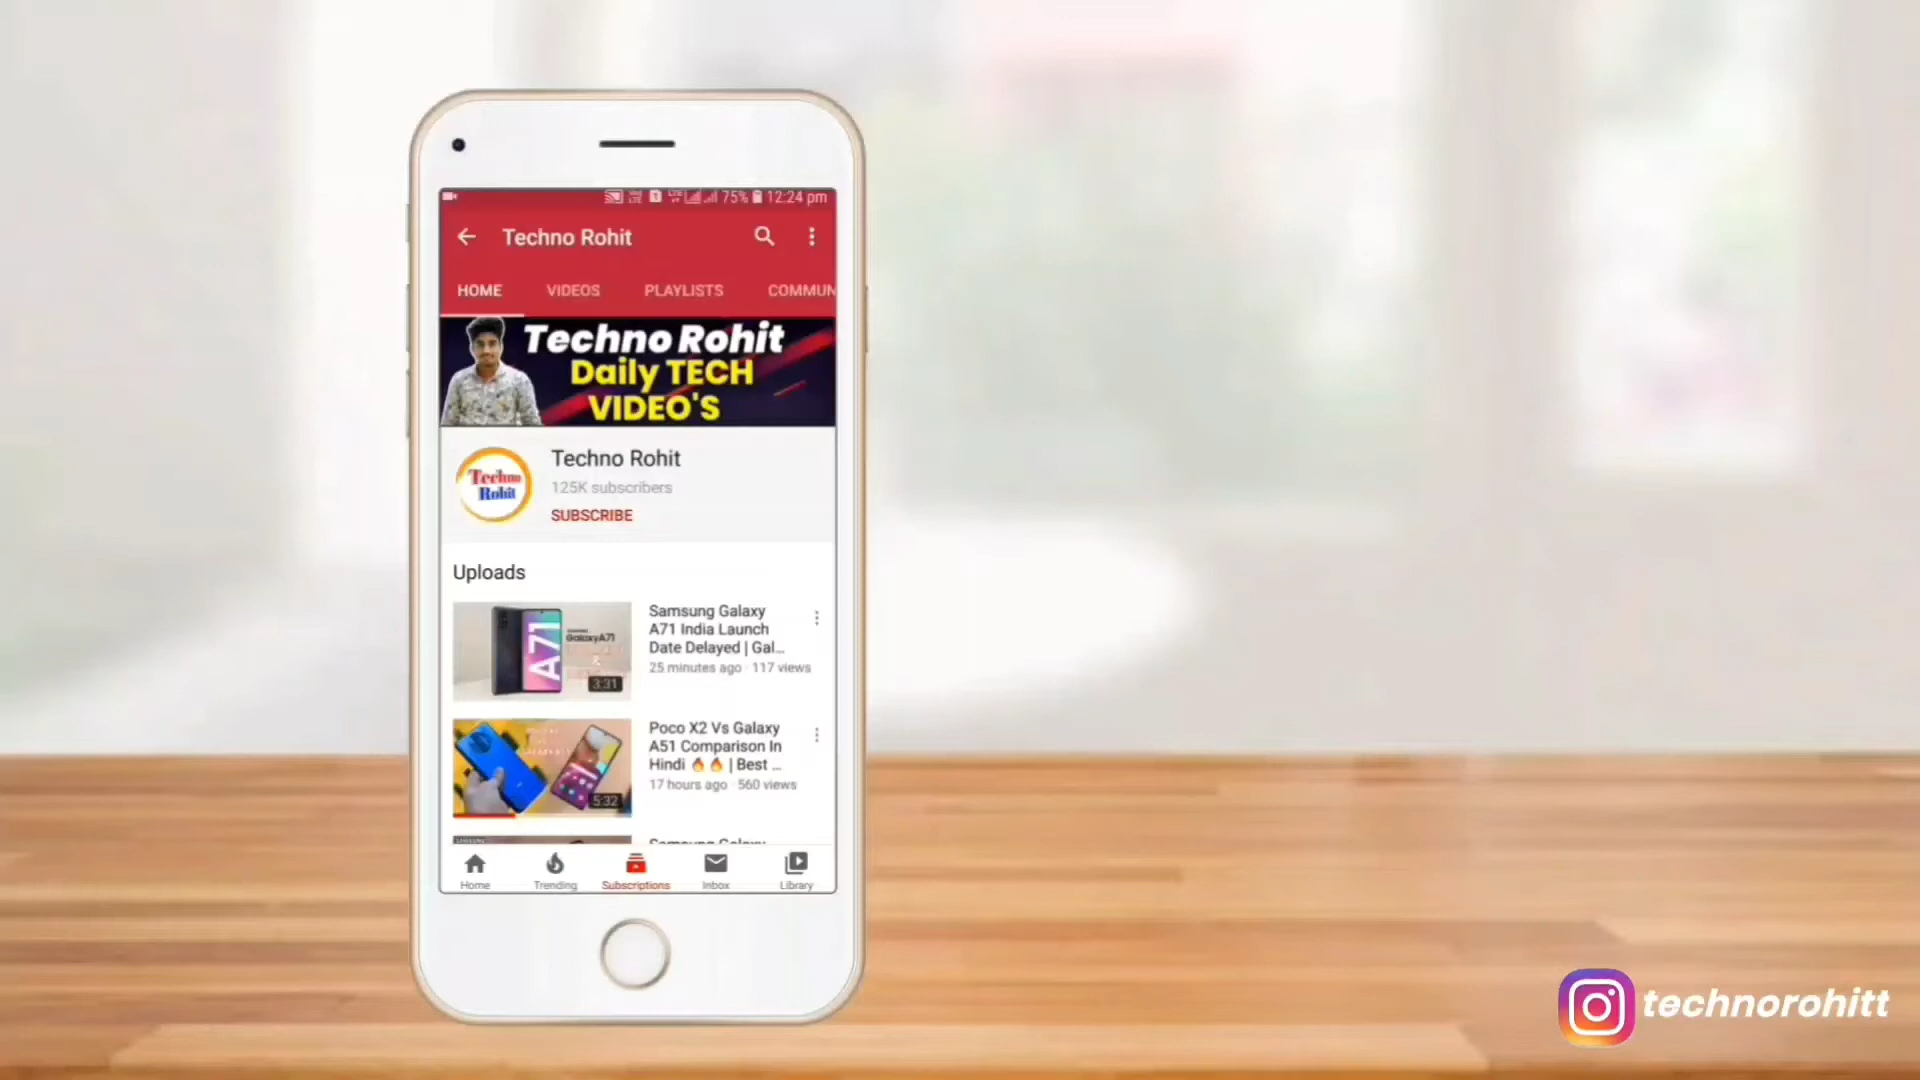 75% 12:24 pm
Techno Rohit
HOME VIDEOS PLAYLISTS COMMUN
Techno Rohit
Daily TECH
VIDEO'S
Techno
Rohit
Techno Rohit
125K subscribers
SUBSCRIBE
Uploads
A71
GalaxyA71
3:31
Samsung Galaxy
A71 India Launch
Date Delayed | Gal...
25 minutes ago · 117 views
5:32
Poco X2 Vs Galaxy
A51 Comparison In
Hindi 🔥🔥 | Best ...
17 hours ago · 560 views
Samsung Galaxy
Home Trending Subscriptions Inbox Library
technorohitt